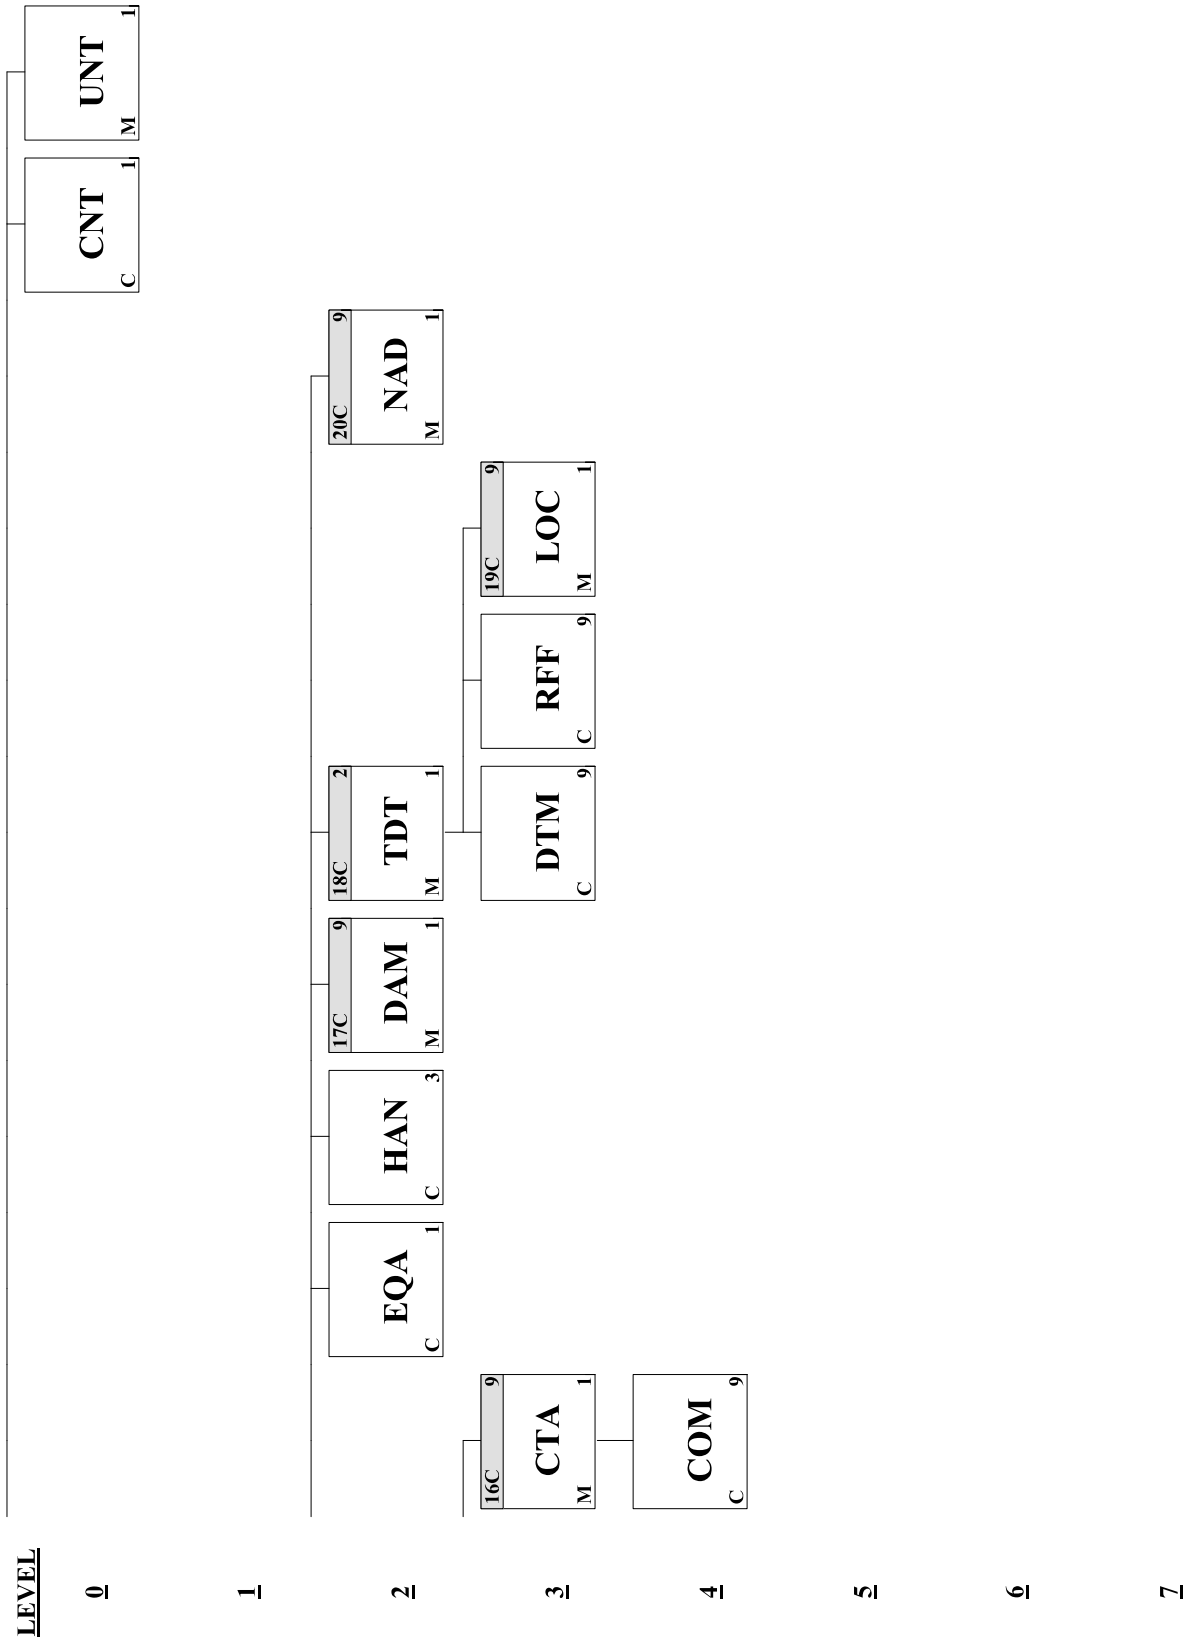 LEVEL
0
CNT
C 1
UNT
M 1
1
2
EQA
C 1
HAN
C 3
17C 9
DAM
M 1
18C 2
TDT
M 1
20C 9
NAD
M 1
3
16C 9
CTA
M 1
DTM
C 9
RFF
C 9
19C 9
LOC
M 1
4
COM
C 9
5
6
7